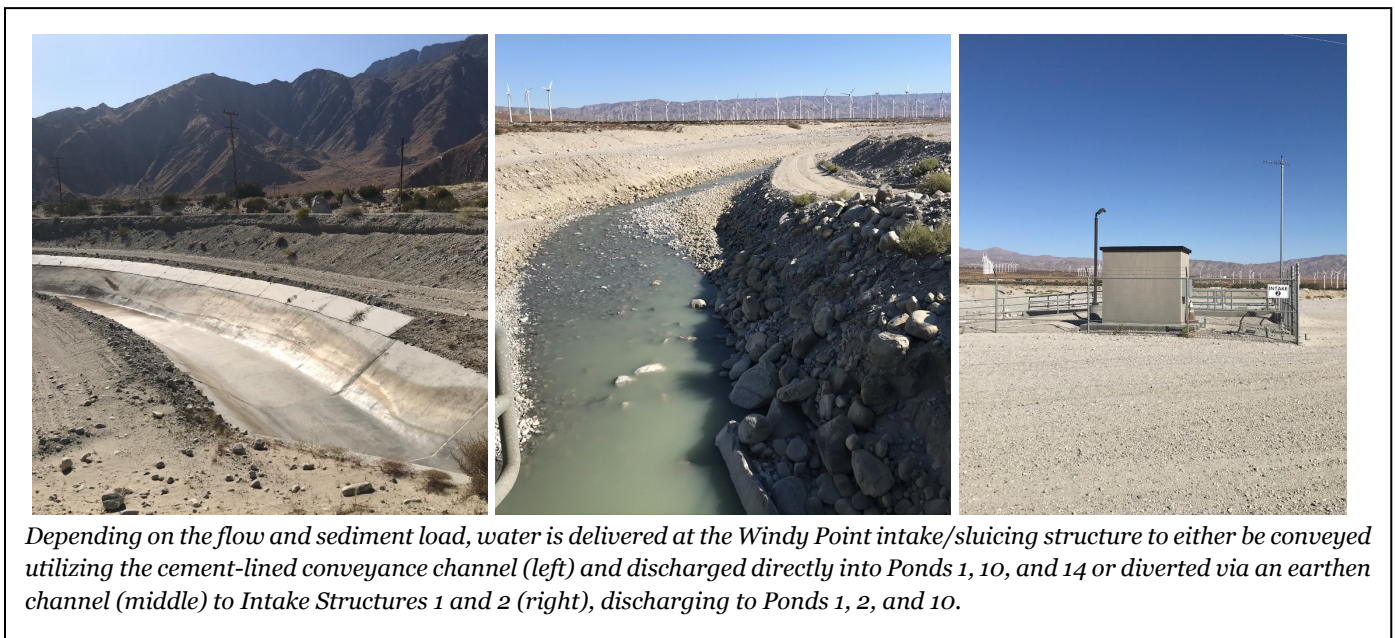 INTAKE
2
Depending on the flow and sediment load, water is delivered at the Windy Point intake/sluicing structure to either be conveyed
utilizing the cement-lined conveyance channel (left) and discharged directly into Ponds 1, 10, and 14 or diverted via an earthen
channel (middle) to Intake Structures 1 and 2 (right), discharging to Ponds 1, 2, and 10.